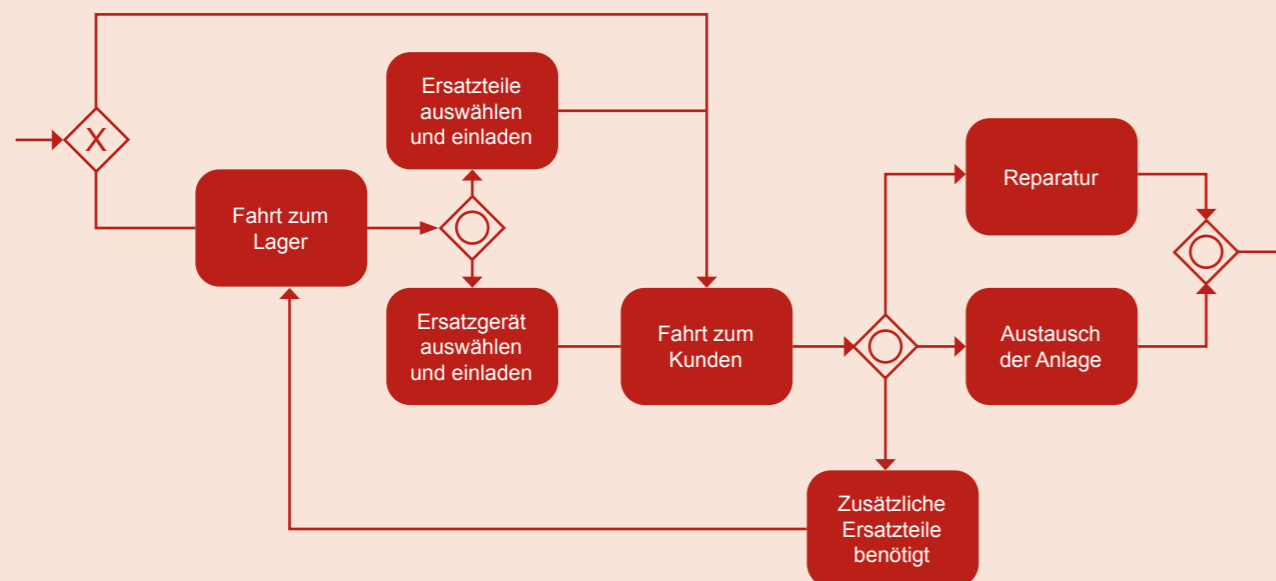 Ersatzteile
auswählen
und einladen
X
Fahrt zum
Lager
Reparatur
Ersatzgerät
auswählen
und einladen
Fahrt zum
Kunden
Austausch
der Anlage
Zusätzliche
Ersatzteile
benötigt